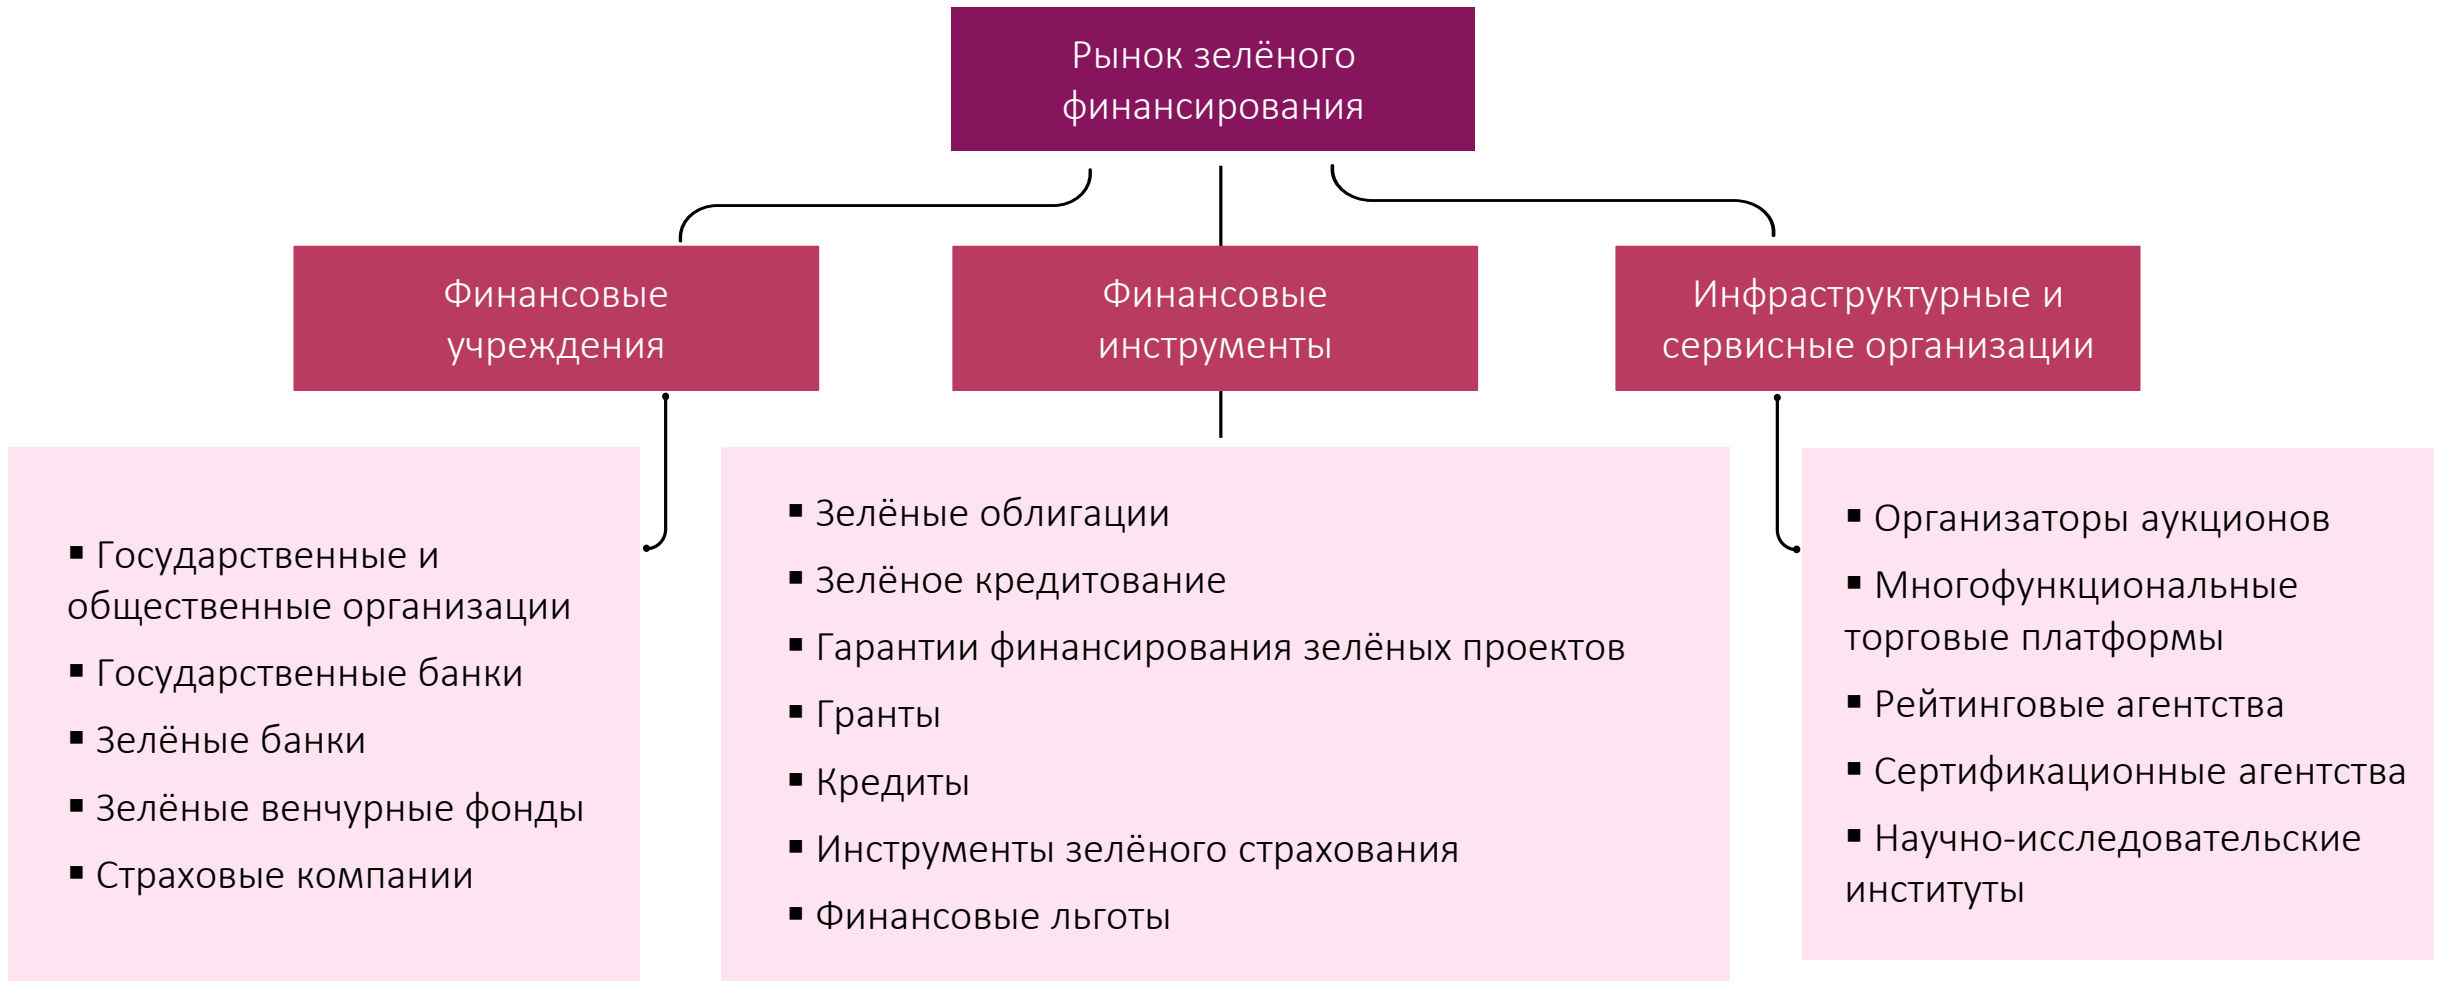 Рынок зелёного
финансирования
Финансовые
учреждения
Финансовые
инструменты
Инфраструктурные и
сервисные организации
▪ Государственные и
общественные организации
▪ Государственные банки
▪ Зелёные банки
▪ Зелёные венчурные фонды
▪ Страховые компании
▪ Зелёные облигации
▪ Зелёное кредитование
▪ Гарантии финансирования зелёных проектов
▪ Гранты
▪ Кредиты
▪ Инструменты зелёного страхования
▪ Финансовые льготы
▪ Организаторы аукционов
▪ Многофункциональные
торговые платформы
▪ Рейтинговые агентства
▪ Сертификационные агентства
▪ Научно-исследовательские
институты